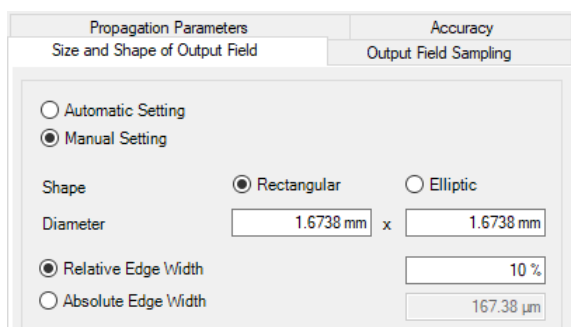 Propagation Parameters Accuracy
Size and Shape of Output Field Output Field Sampling
Automatic Setting
Manual Setting
Shape Rectangular Elliptic
Diameter 1.6738 mm x 1.6738 mm
Relative Edge Width 10 %
Absolute Edge Width 167.38 µm